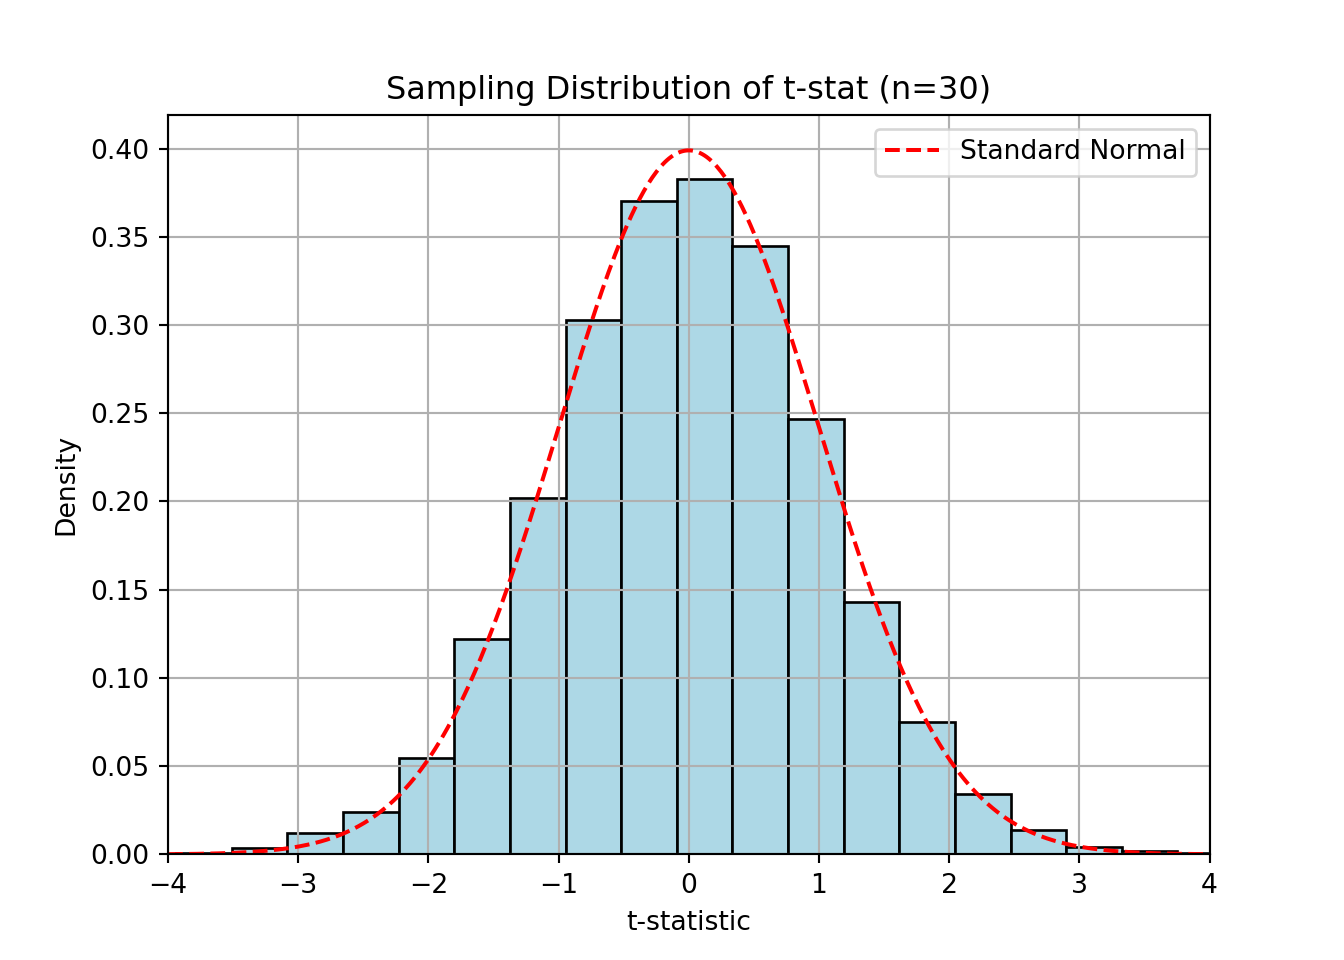 Sampling Distribution of t-stat (n=30)
Standard Normal
0.40
0.35
0.30
0.25
0.20
0.15
0.10
0.05
0.00
Density
−4 −3 −2 −1 0 1 2 3 4
t-statistic